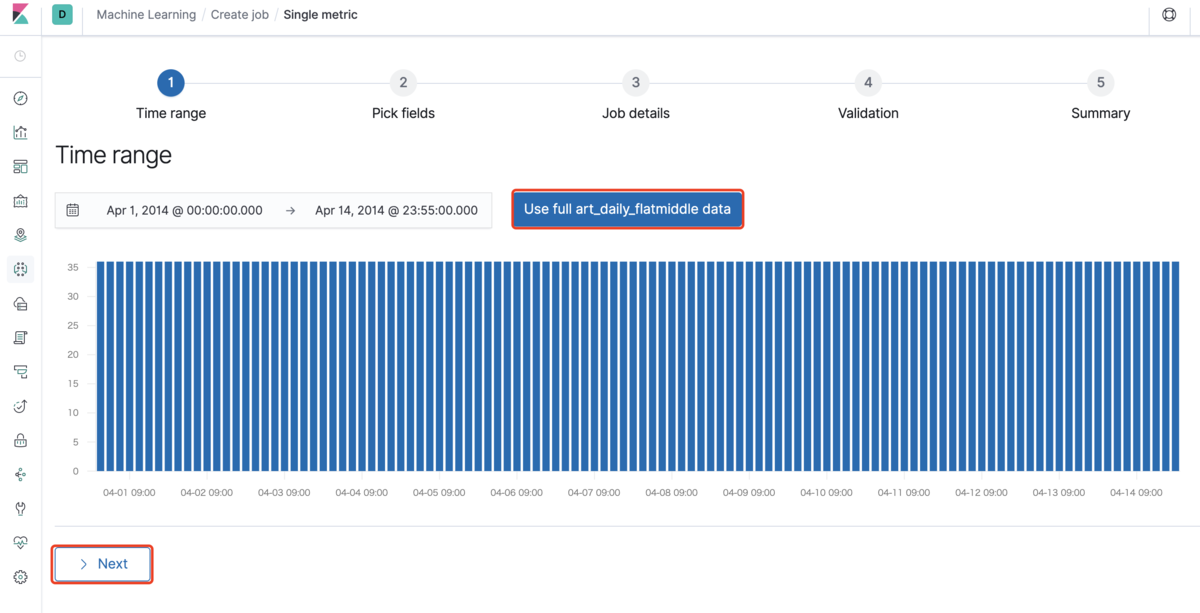 D Machine Learning / Create job / Single metric
1 2 3 4 5
Time range Pick fields Job details Validation Summary
Time range
Apr 1, 2014 @ 00:00:00.000 → Apr 14, 2014 @ 23:55:00.000 Use full art_daily_flatmiddle data
35
30
25
20
15
10
5
0
04-01 09:00 04-02 09:00 04-03 09:00 04-04 09:00 04-05 09:00 04-06 09:00 04-07 09:00 04-08 09:00 04-09 09:00 04-10 09:00 04-11 09:00 04-12 09:00 04-13 09:00 04-14 09:00
Next